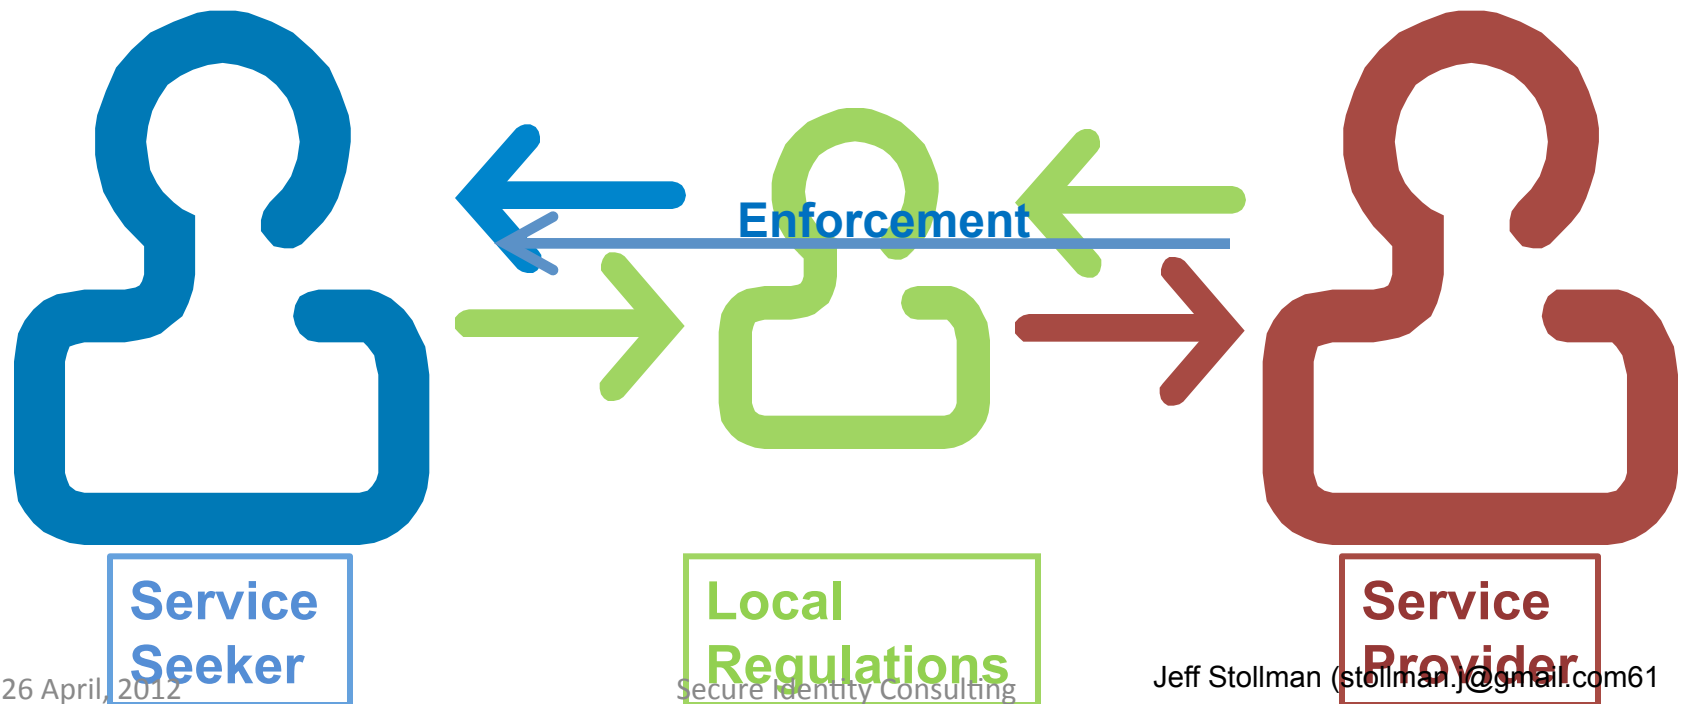 Enforcement
Service
Seeker
Local
Regulations
Service
Provider
26 April, 2012
Secure Identity Consulting
Jeff Stollman (stollman.j@gmail.com61